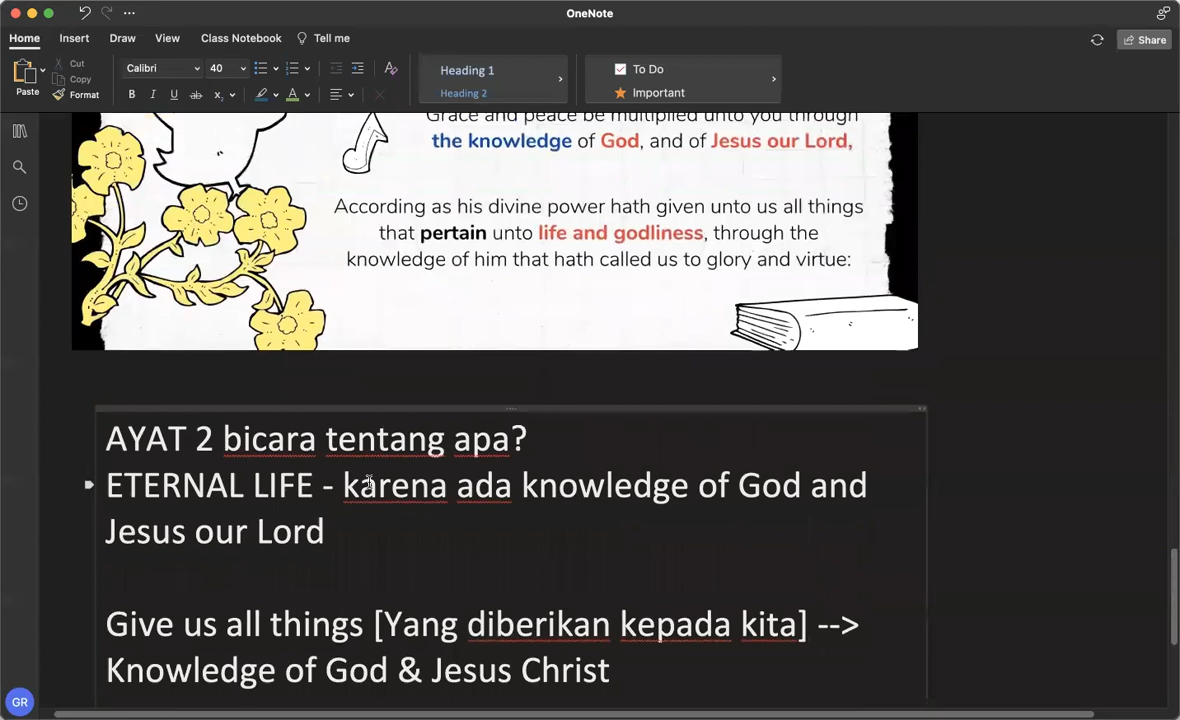 OneNote
Home Insert Draw View Class Notebook Tell me
Share
Paste
Cut
Copy
Format
Calibri 40
B I U ab x₂ A
Heading 1
Heading 2
To Do
Important
Grace and peace be multiplied unto you through
the knowledge of God, and of Jesus our Lord,
According as his divine power hath given unto us all things
that pertain unto life and godliness, through the
knowledge of him that hath called us to glory and virtue:
AYAT 2 bicara tentang apa?
ETERNAL LIFE - karena ada knowledge of God and
Jesus our Lord
Give us all things [Yang diberikan kepada kita] -->
Knowledge of God & Jesus Christ
GR